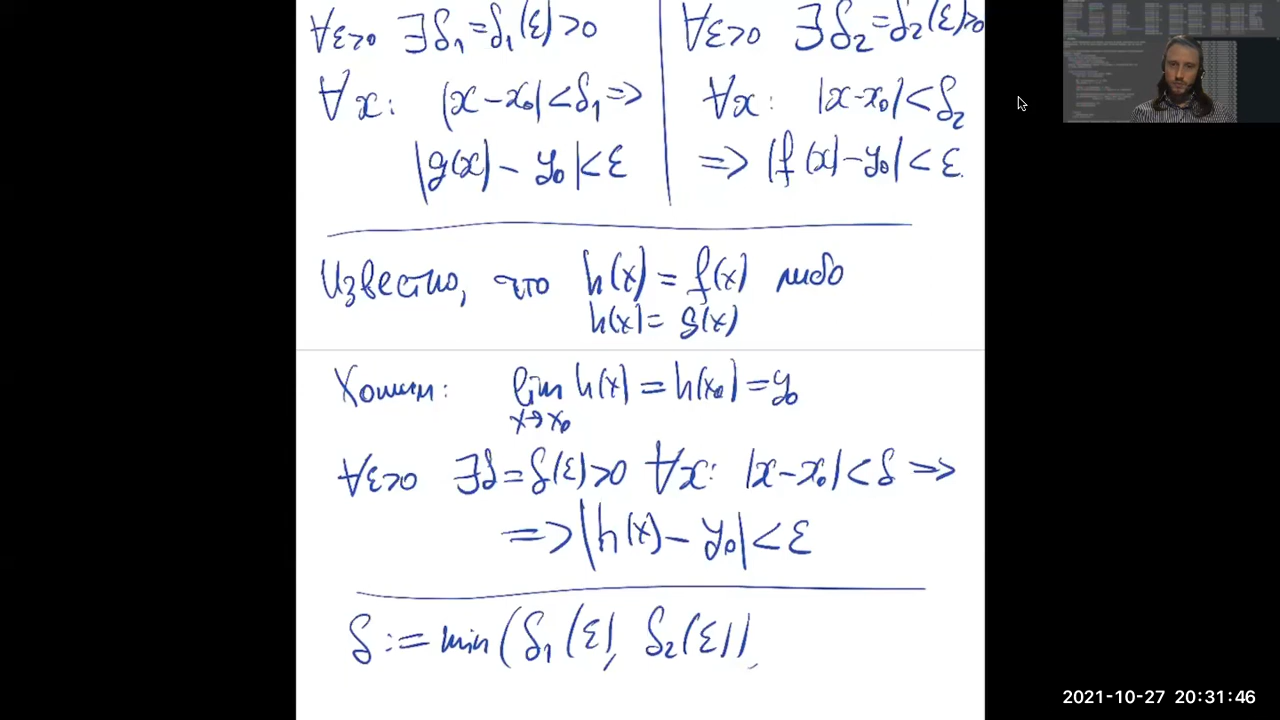 ∀ε>0 ∃δ₁=δ₁(ε)>0
∀x: |x-x₀|<δ₁ =>
|g(x)-y₀|<ε
∀ε>0 ∃δ₂=δ₂(ε)>0
∀x: |x-x₀|<δ₂
=> |f(x)-y₀|<ε.
Известно, что h(x)=f(x) либо
h(x)=g(x)
Хотим: lim h(x)=h(x₀)=y₀
x→x₀
∀ε>0 ∃δ=δ(ε)>0 ∀x: |x-x₀|<δ =>
=> |h(x)-y₀|<ε
δ:=min(δ₁(ε), δ₂(ε)),
2021-10-27 20:31:46